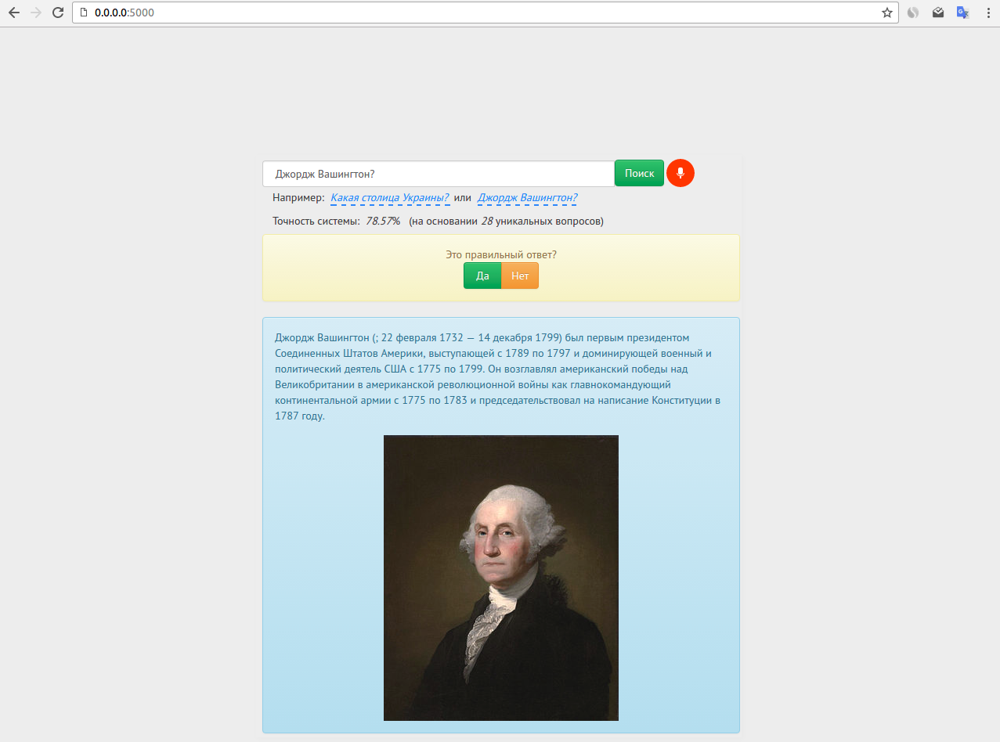 0.0.0.0:5000
Джордж Вашингтон? Поиск
Например: Какая столица Украины? или Джордж Вашингтон?
Точность системы: 78.57% (на основании 28 уникальных вопросов)
Это правильный ответ?
Да Нет
Джордж Вашингтон (; 22 февраля 1732 — 14 декабря 1799) был первым президентом
Соединенных Штатов Америки, выступающей с 1789 по 1797 и доминирующей военный и
политический деятель США с 1775 по 1799. Он возглавлял американский победы над
Великобритании в американской революционной войны как главнокомандующий
континентальной армии с 1775 по 1783 и председательствовал на написание Конституции в
1787 году.